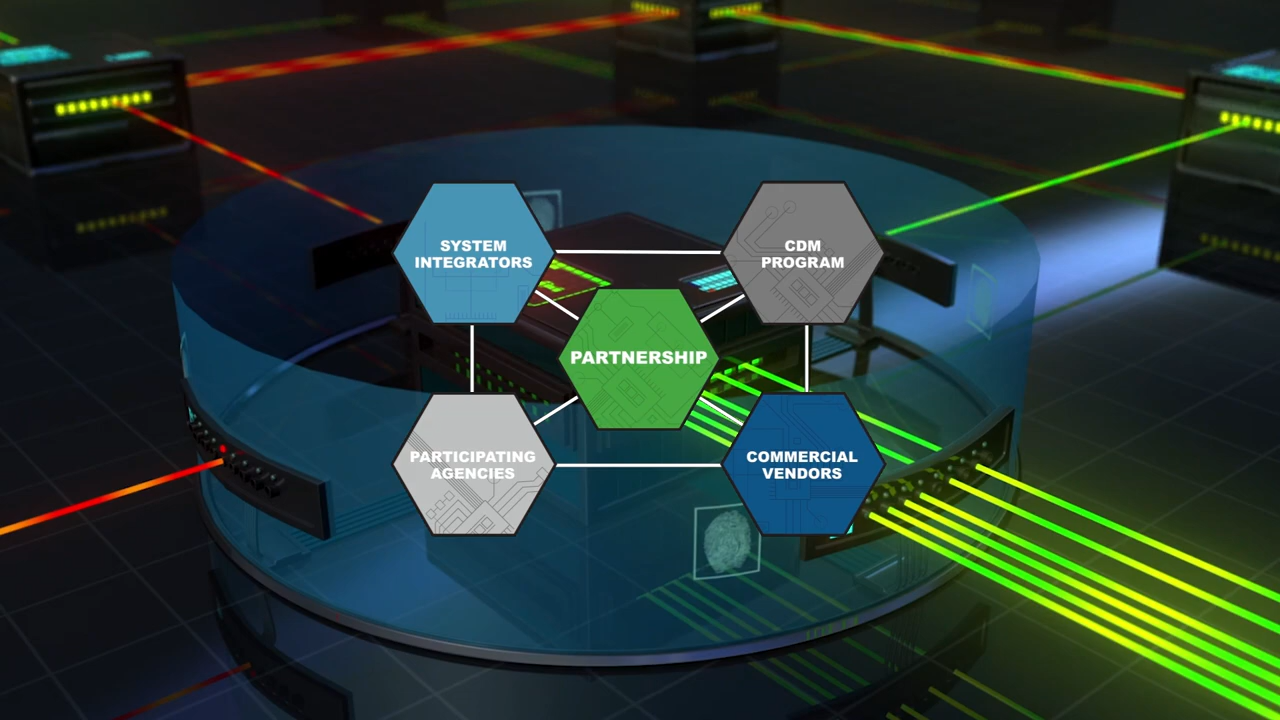 SYSTEM
INTEGRATORS
CDM
PROGRAM
PARTNERSHIP
PARTICIPATING
AGENCIES
COMMERCIAL
VENDORS